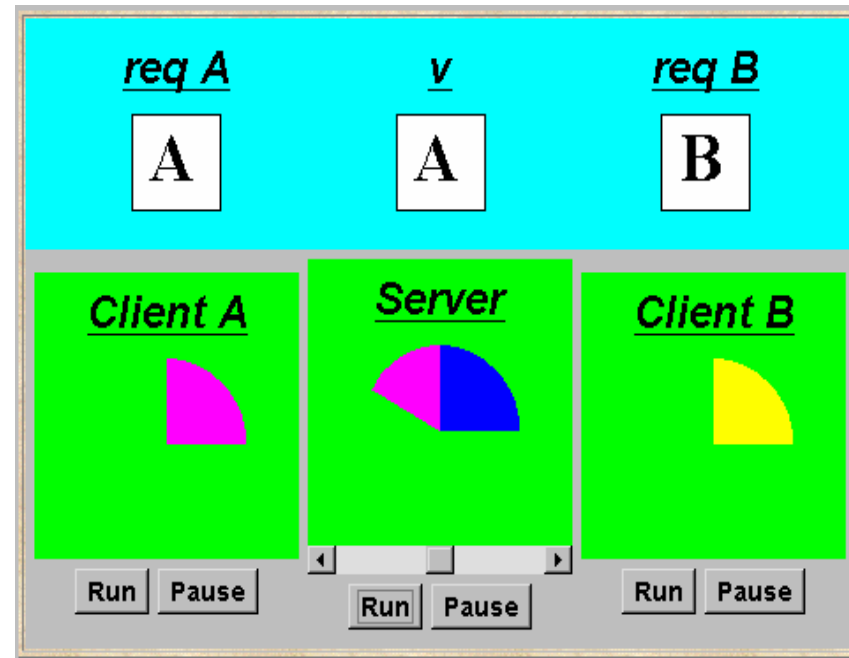 req A v req B
A A B
Client A Server Client B
Run Pause Run Pause Run Pause